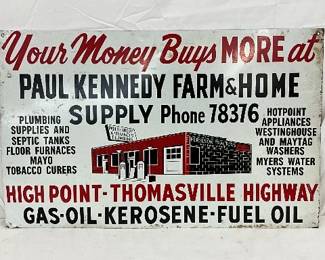 Your Money Buys MORE at
PAUL KENNEDY FARM & HOME
SUPPLY Phone 78376
PLUMBING
SUPPLIES AND
SEPTIC TANKS
FLOOR FURNACES
MAYO
TOBACCO CURERS
HOTPOINT
APPLIANCES
WESTINGHOUSE
AND MAYTAG
WASHERS
MYERS WATER
SYSTEMS
HIGH POINT-THOMASVILLE HIGHWAY
GAS-OIL-KEROSENE-FUEL OIL